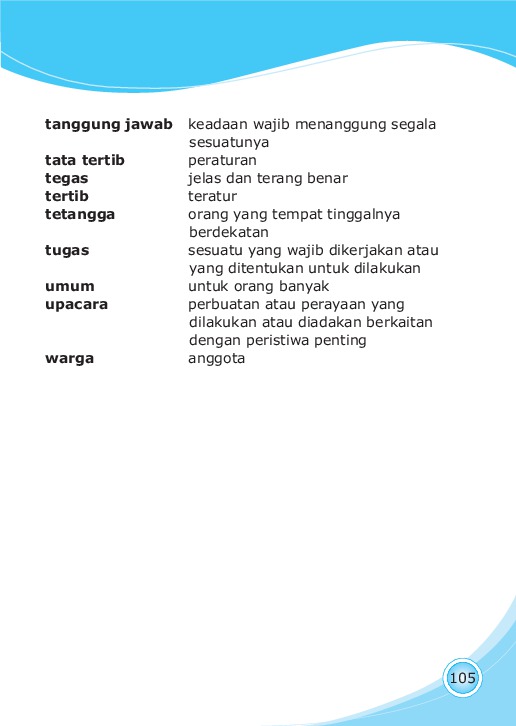 tanggung jawab keadaan wajib menanggung segala
sesuatunya
tata tertib peraturan
tegas jelas dan terang benar
tertib teratur
tetangga orang yang tempat tinggalnya
berdekatan
tugas sesuatu yang wajib dikerjakan atau
yang ditentukan untuk dilakukan
umum untuk orang banyak
upacara perbuatan atau perayaan yang
dilakukan atau diadakan berkaitan
dengan peristiwa penting
warga anggota
105